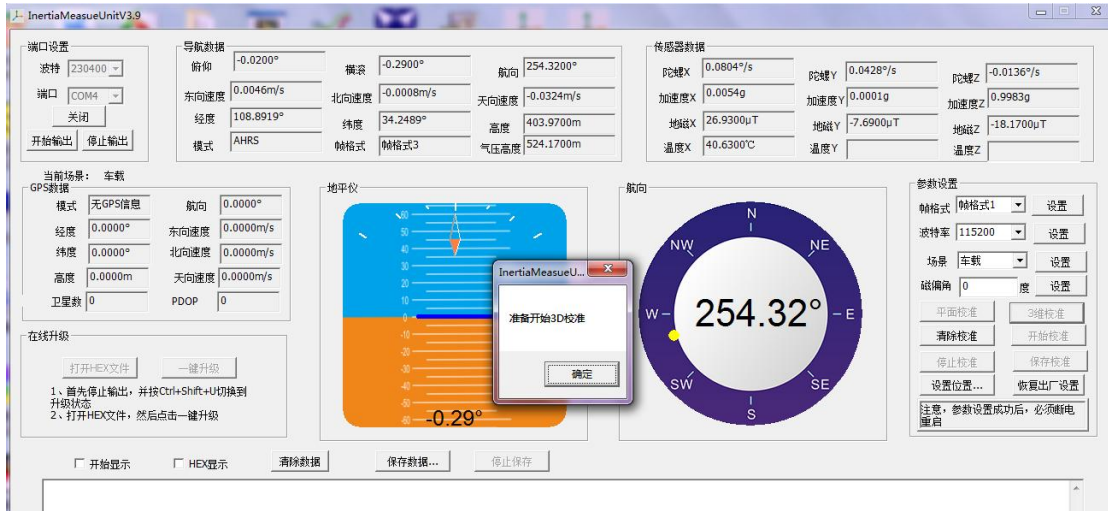 InertiaMeasueUnitV3.9
端口设置
波特 230400
端口 COM4
关闭
开始输出 停止输出
导航数据
俯仰 -0.0200° 横滚 -0.2900° 航向 254.3200°
东向速度 0.0046m/s 北向速度 -0.0008m/s 天向速度 -0.0324m/s
经度 108.8919° 纬度 34.2489° 高度 403.9700m
模式 AHRS 帧格式 帧格式3 气压高度 524.1700m
传感器数据
陀螺X 0.0804°/s 陀螺Y 0.0428°/s 陀螺Z -0.0136°/s
加速度X 0.0054g 加速度Y 0.0001g 加速度Z 0.9983g
地磁X 26.9300μT 地磁Y -7.6900μT 地磁Z -18.1700μT
温度X 40.6300℃ 温度Y 温度Z
当前场景： 车载
GPS数据
模式 无GPS信息 航向 0.0000°
经度 0.0000° 东向速度 0.0000m/s
纬度 0.0000° 北向速度 0.0000m/s
高度 0.0000m 天向速度 0.0000m/s
卫星数 0 PDOP 0
在线升级
打开HEX文件 一键升级
1、首先停止输出，并按Ctrl+Shift+U切换到
升级状态
2、打开HEX文件，然后点击一键升级
地平仪
60
50
40
30
20
10
0
-10
-20
-30
-40
-50
-60
-0.29°
InertiaMeasueU...
准备开始3D校准
确定
航向
N
NW NE
W 254.32° E
SW SE
S
参数设置
帧格式 帧格式1 设置
波特率 115200 设置
场景 车载 设置
磁偏角 0 度 设置
平面校准 3维校准
清除校准 开始校准
停止校准 保存校准
设置位置... 恢复出厂设置
注意，参数设置成功后，必须断电
重启
开始显示 HEX显示 清除数据 保存数据... 停止保存